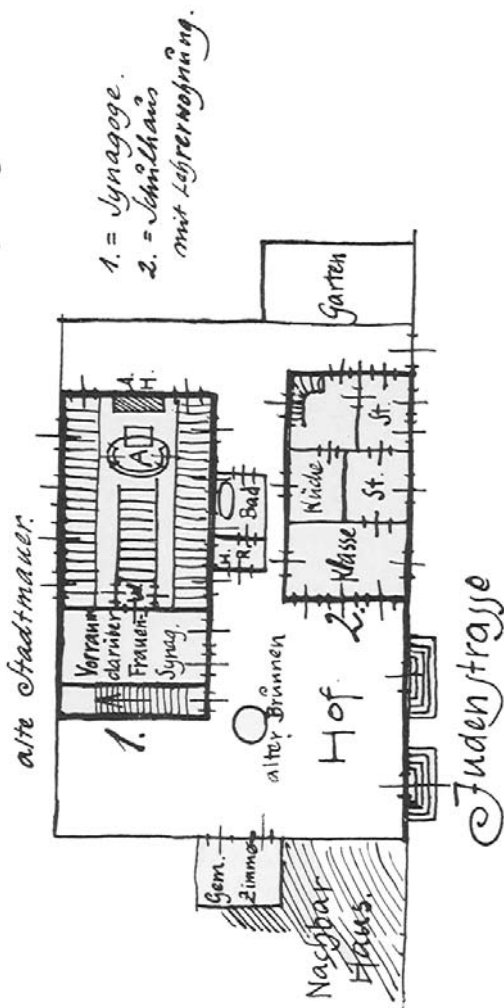 alte Stadtmauer.
1. = Synagoge.
2. = Schulhaus
mit Lehrerwohnung.
Vorraum
darüber
Frauen-
Synag.
1.
A
A.
H.
H.
R.
Bad
alter Brunnen
Hof
Gem.
Zimmer
Nachbar
Haus.
2.
Klasse
Küche
St.
St.
Garten
Judenstrasse